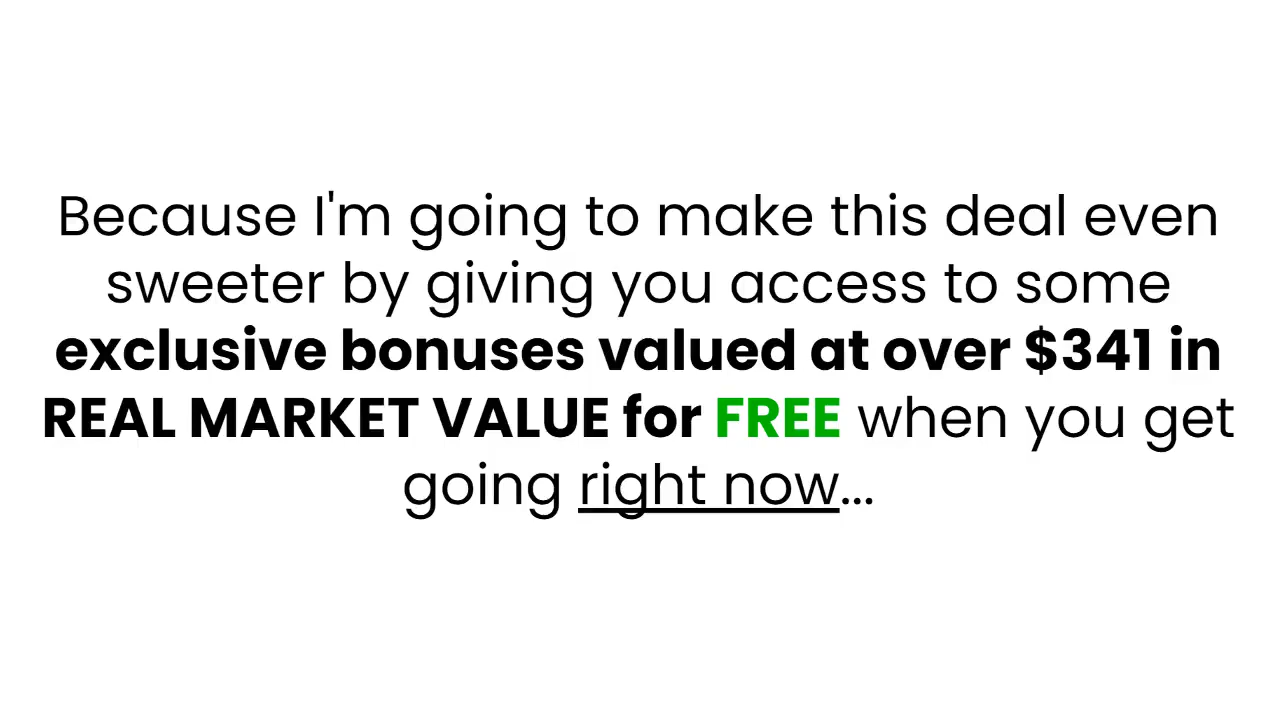 Because I'm going to make this deal even
sweeter by giving you access to some
exclusive bonuses valued at over $341 in
REAL MARKET VALUE for FREE when you get
going right now...